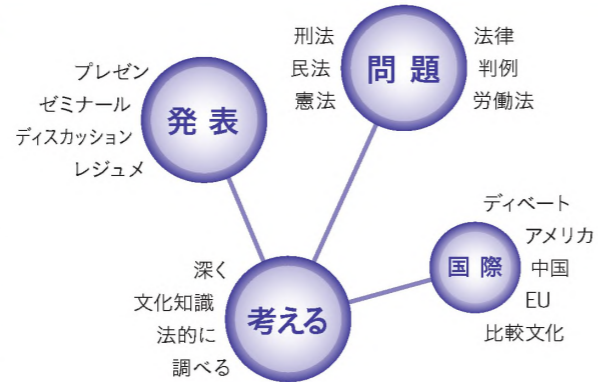 プレゼン
ゼミナール
ディスカッション
レジュメ
発表
刑法
民法
憲法
問題
法律
判例
労働法
深く
文化知識
法的に
調べる
考える
国際
ディベート
アメリカ
中国
EU
比較文化